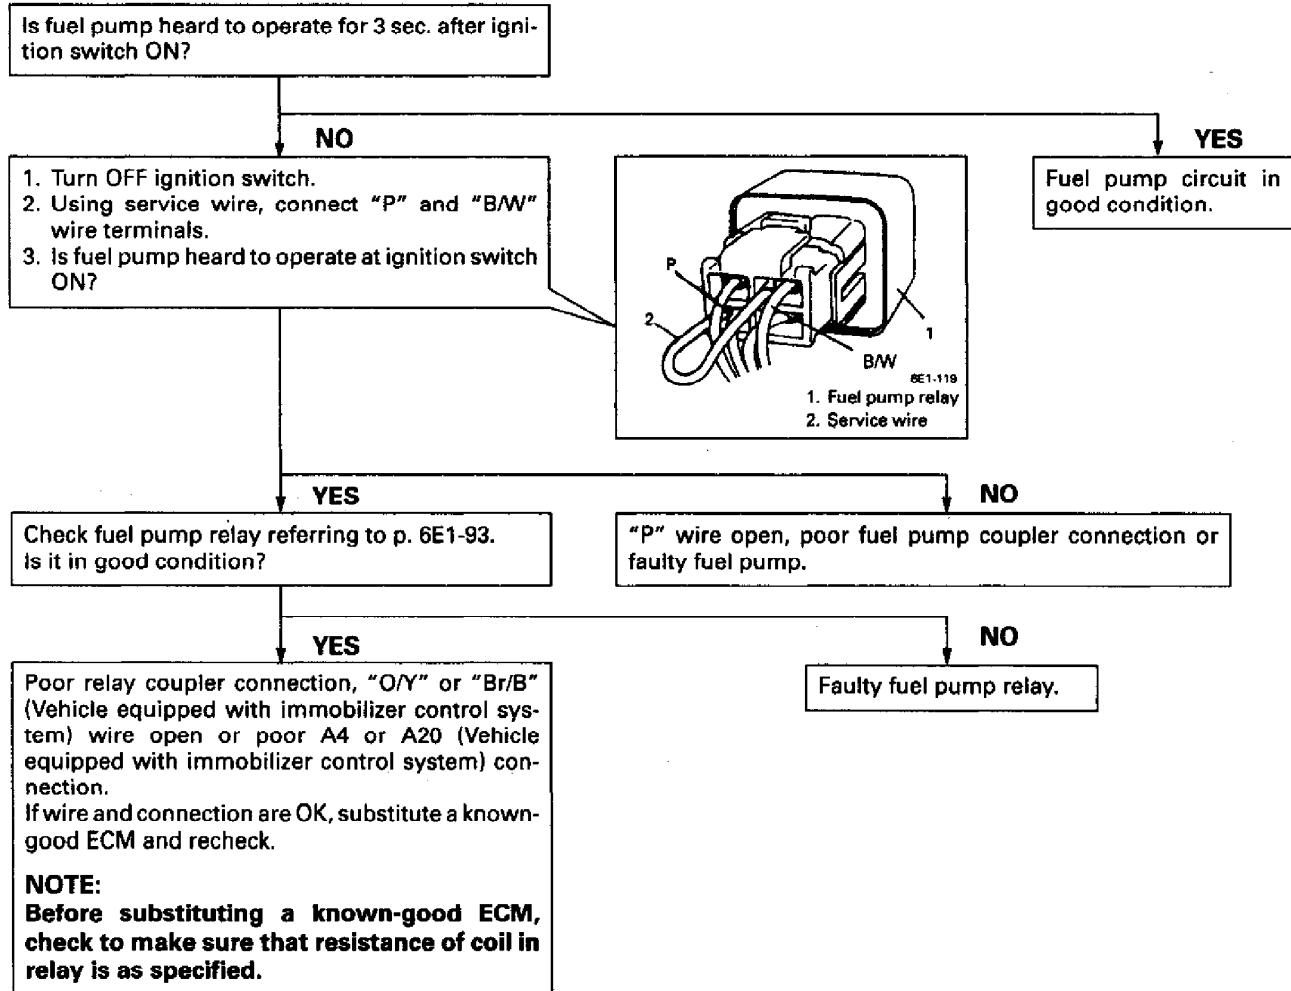 Is fuel pump heard to operate for 3 sec. after igni-
tion switch ON?
NO
YES
1. Turn OFF ignition switch.
2. Using service wire, connect "P" and "B/W"
wire terminals.
3. Is fuel pump heard to operate at ignition switch
ON?
Fuel pump circuit in
good condition.
P
2
1
B/W
6E1-119
1. Fuel pump relay
2. Service wire
YES
NO
Check fuel pump relay referring to p. 6E1-93.
Is it in good condition?
"P" wire open, poor fuel pump coupler connection or
faulty fuel pump.
YES
NO
Poor relay coupler connection, "O/Y" or "Br/B"
(Vehicle equipped with immobilizer control sys-
tem) wire open or poor A4 or A20 (Vehicle
equipped with immobilizer control system) con-
nection.
If wire and connection are OK, substitute a known-
good ECM and recheck.
NOTE:
Before substituting a known-good ECM,
check to make sure that resistance of coil in
relay is as specified.
Faulty fuel pump relay.